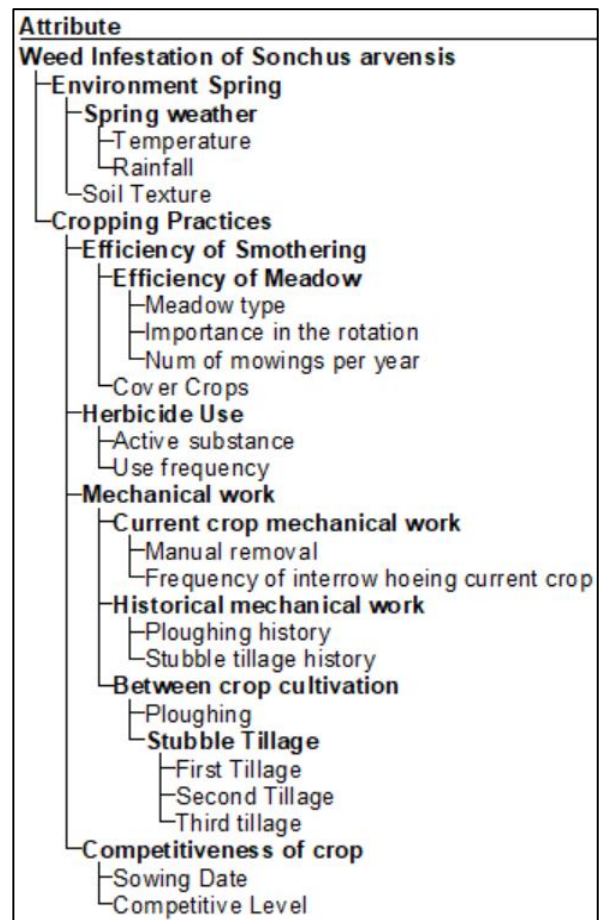 Attribute
Weed Infestation of Sonchus arvensis
Environment Spring
Spring weather
Temperature
Rainfall
Soil Texture
Cropping Practices
Efficiency of Smothering
Efficiency of Meadow
Meadow type
Importance in the rotation
Num of mowings per year
Cover Crops
Herbicide Use
Active substance
Use frequency
Mechanical work
Current crop mechanical work
Manual removal
Frequency of interrow hoeing current crop
Historical mechanical work
Ploughing history
Stubble tillage history
Between crop cultivation
Ploughing
Stubble Tillage
First Tillage
Second Tillage
Third tillage
Competitiveness of crop
Sowing Date
Competitive Level